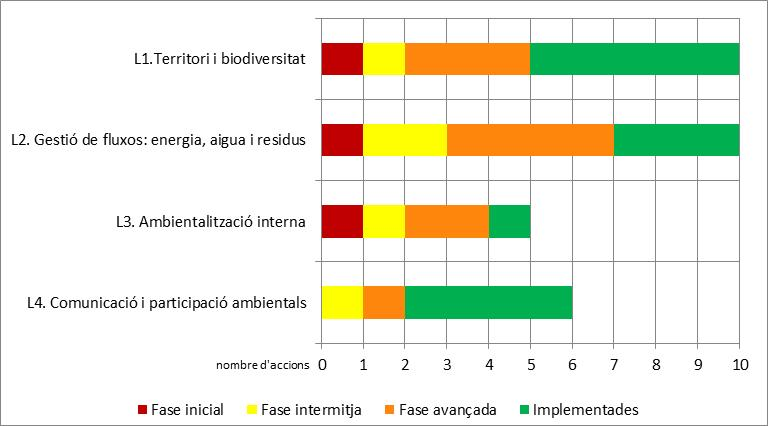 L1.Territori i biodiversitat
L2. Gestió de fluxos: energia, aigua i residus
L3. Ambientalització interna
L4. Comunicació i participació ambientals
nombre d'accions 0 1 2 3 4 5 6 7 8 9 10
Fase inicial Fase intermitja Fase avançada Implementades